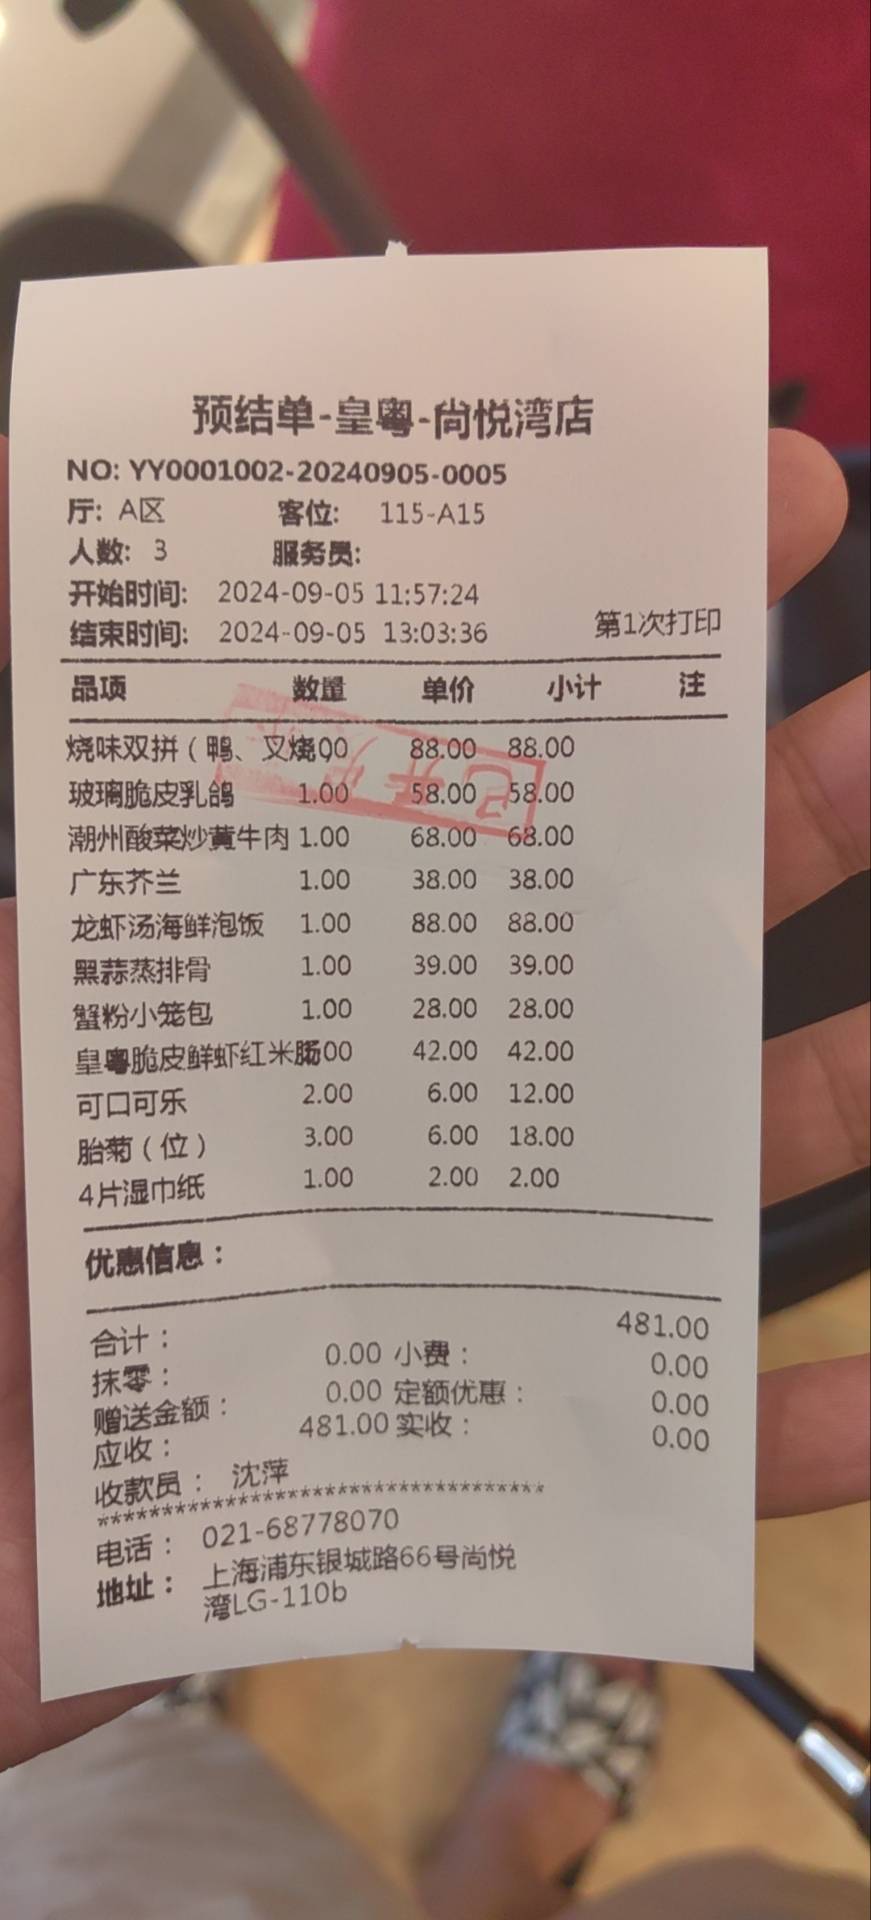 预结单-皇粤-尚悦湾店
NO: YY0001002-20240905-0005
厅: A区 客位: 115-A15
人数: 3 服务员:
开始时间: 2024-09-05 11:57:24
结束时间: 2024-09-05 13:03:36 第1次打印
品项 数量 单价 小计 注
烧味双拼（鸭、叉烧 00 88.00 88.00
玻璃脆皮乳鸽 1.00 58.00 58.00
潮州酸菜炒黄牛肉 1.00 68.00 68.00
广东芥兰 1.00 38.00 38.00
龙虾汤海鲜泡饭 1.00 88.00 88.00
黑蒜蒸排骨 1.00 39.00 39.00
蟹粉小笼包 1.00 28.00 28.00
皇粤脆皮鲜虾红米肠 00 42.00 42.00
可口可乐 2.00 6.00 12.00
胎菊（位） 3.00 6.00 18.00
4片湿巾纸 1.00 2.00 2.00
优惠信息：
合计： 481.00
抹零： 0.00 小费： 0.00
赠送金额： 0.00 定额优惠： 0.00
应收： 481.00 实收： 0.00
收款员： 沈萍
************************************
电话： 021-68778070
地址： 上海浦东银城路66号尚悦
湾LG-110b